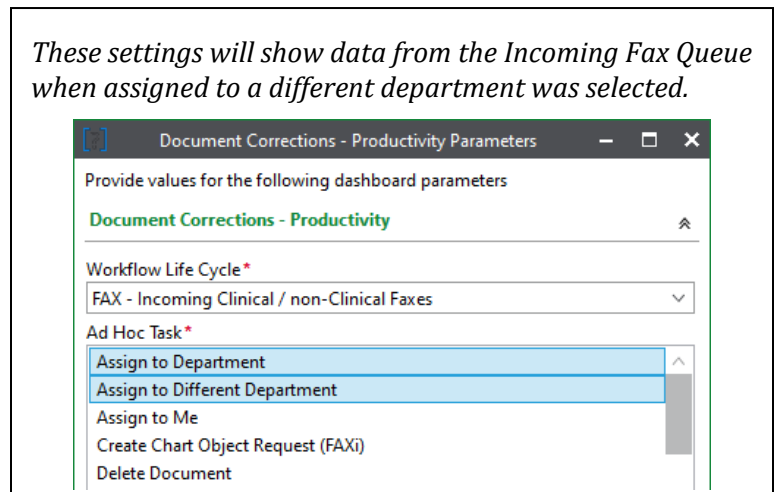 These settings will show data from the Incoming Fax Queue
when assigned to a different department was selected.
Document Corrections - Productivity Parameters
Provide values for the following dashboard parameters
Document Corrections - Productivity
Workflow Life Cycle*
FAX - Incoming Clinical / non-Clinical Faxes
Ad Hoc Task*
Assign to Department
Assign to Different Department
Assign to Me
Create Chart Object Request (FAXi)
Delete Document